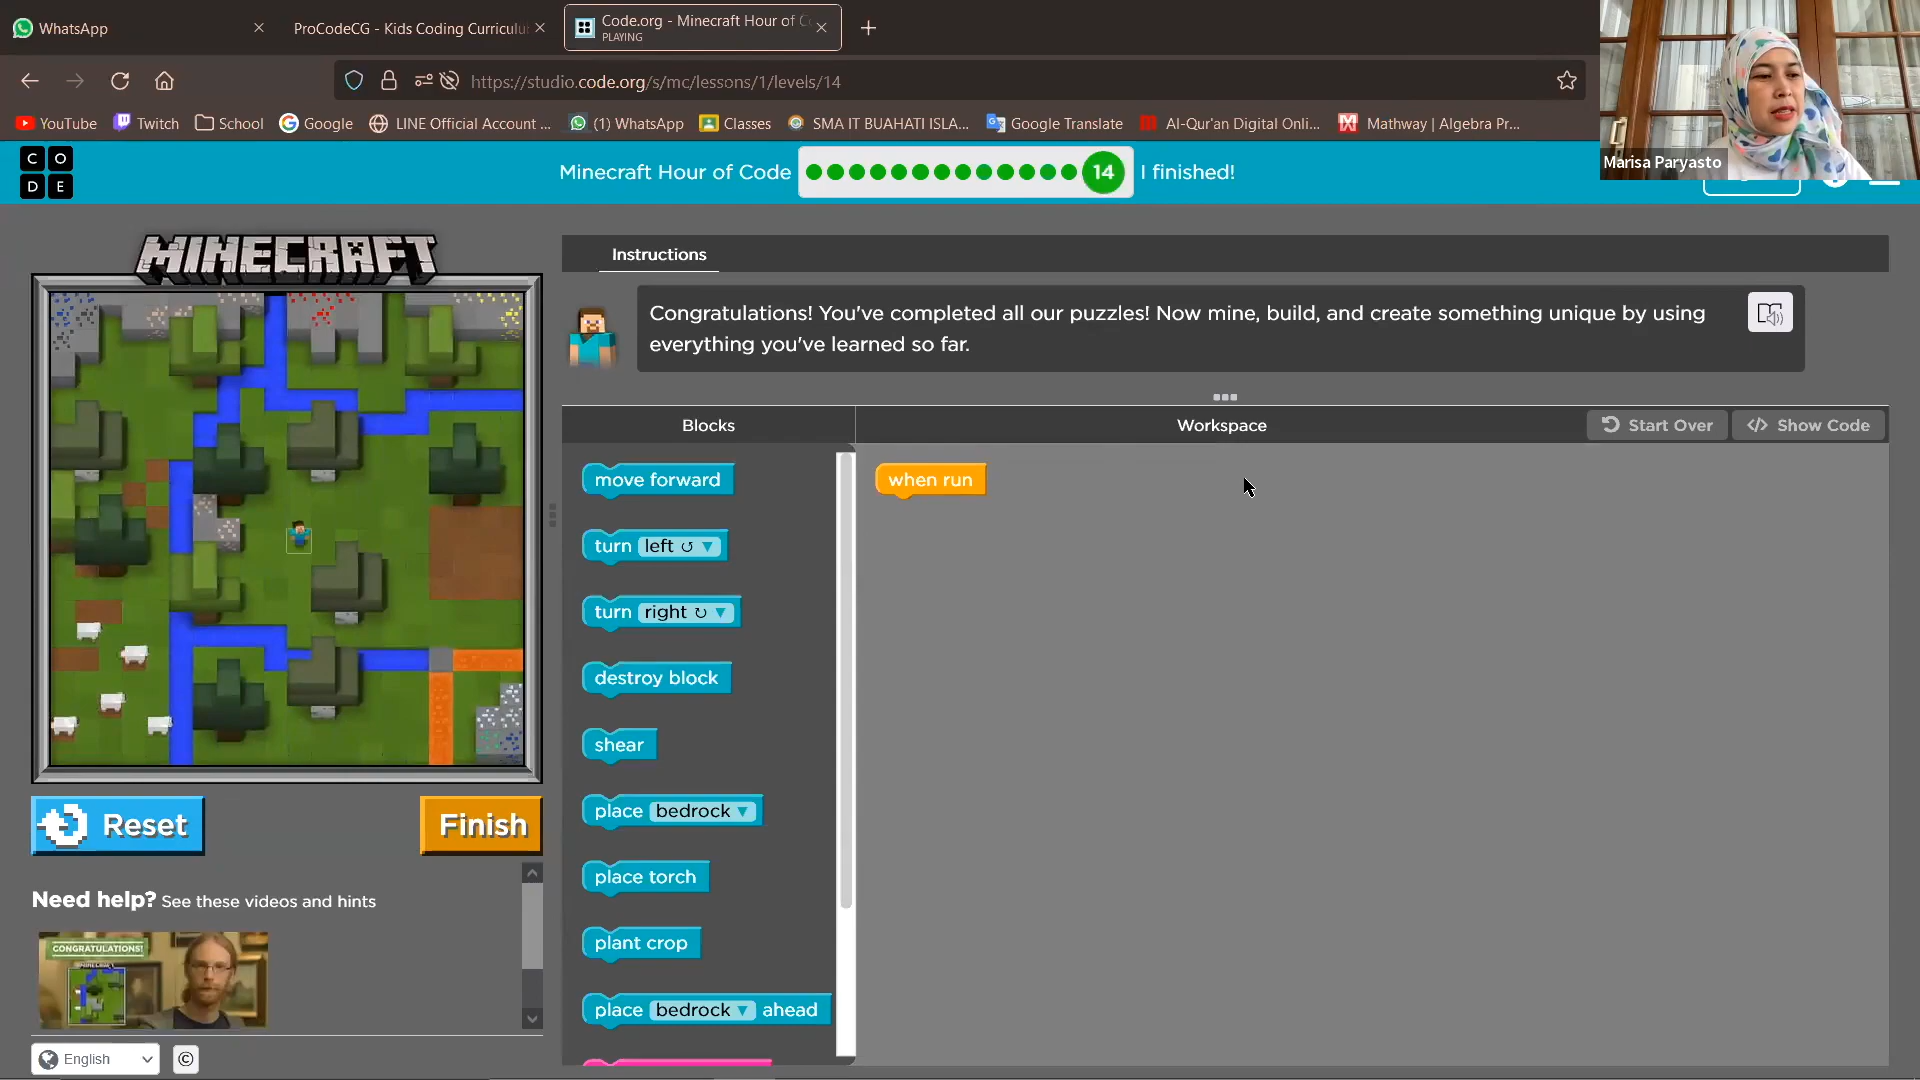 WhatsApp
ProCodeCG - Kids Coding Curriculu
Code.org - Minecraft Hour of C
PLAYING
https://studio.code.org/s/mc/lessons/1/levels/14
YouTube
Twitch
School
Google
LINE Official Account ...
(1) WhatsApp
Classes
SMA IT BUAHATI ISLA...
Google Translate
Al-Qur'an Digital Onli...
Mathway | Algebra Pr...
Marisa Paryasto
C O
D E
Minecraft Hour of Code
14
I finished!
MINECRAFT
Instructions
Congratulations! You've completed all our puzzles! Now mine, build, and create something unique by using
everything you've learned so far.
Blocks
Workspace
Start Over
Show Code
move forward
when run
turn left ↺ ▼
turn right ↻ ▼
destroy block
shear
place bedrock ▼
place torch
plant crop
place bedrock ▼ ahead
Reset
Finish
Need help? See these videos and hints
CONGRATULATIONS!
English
©